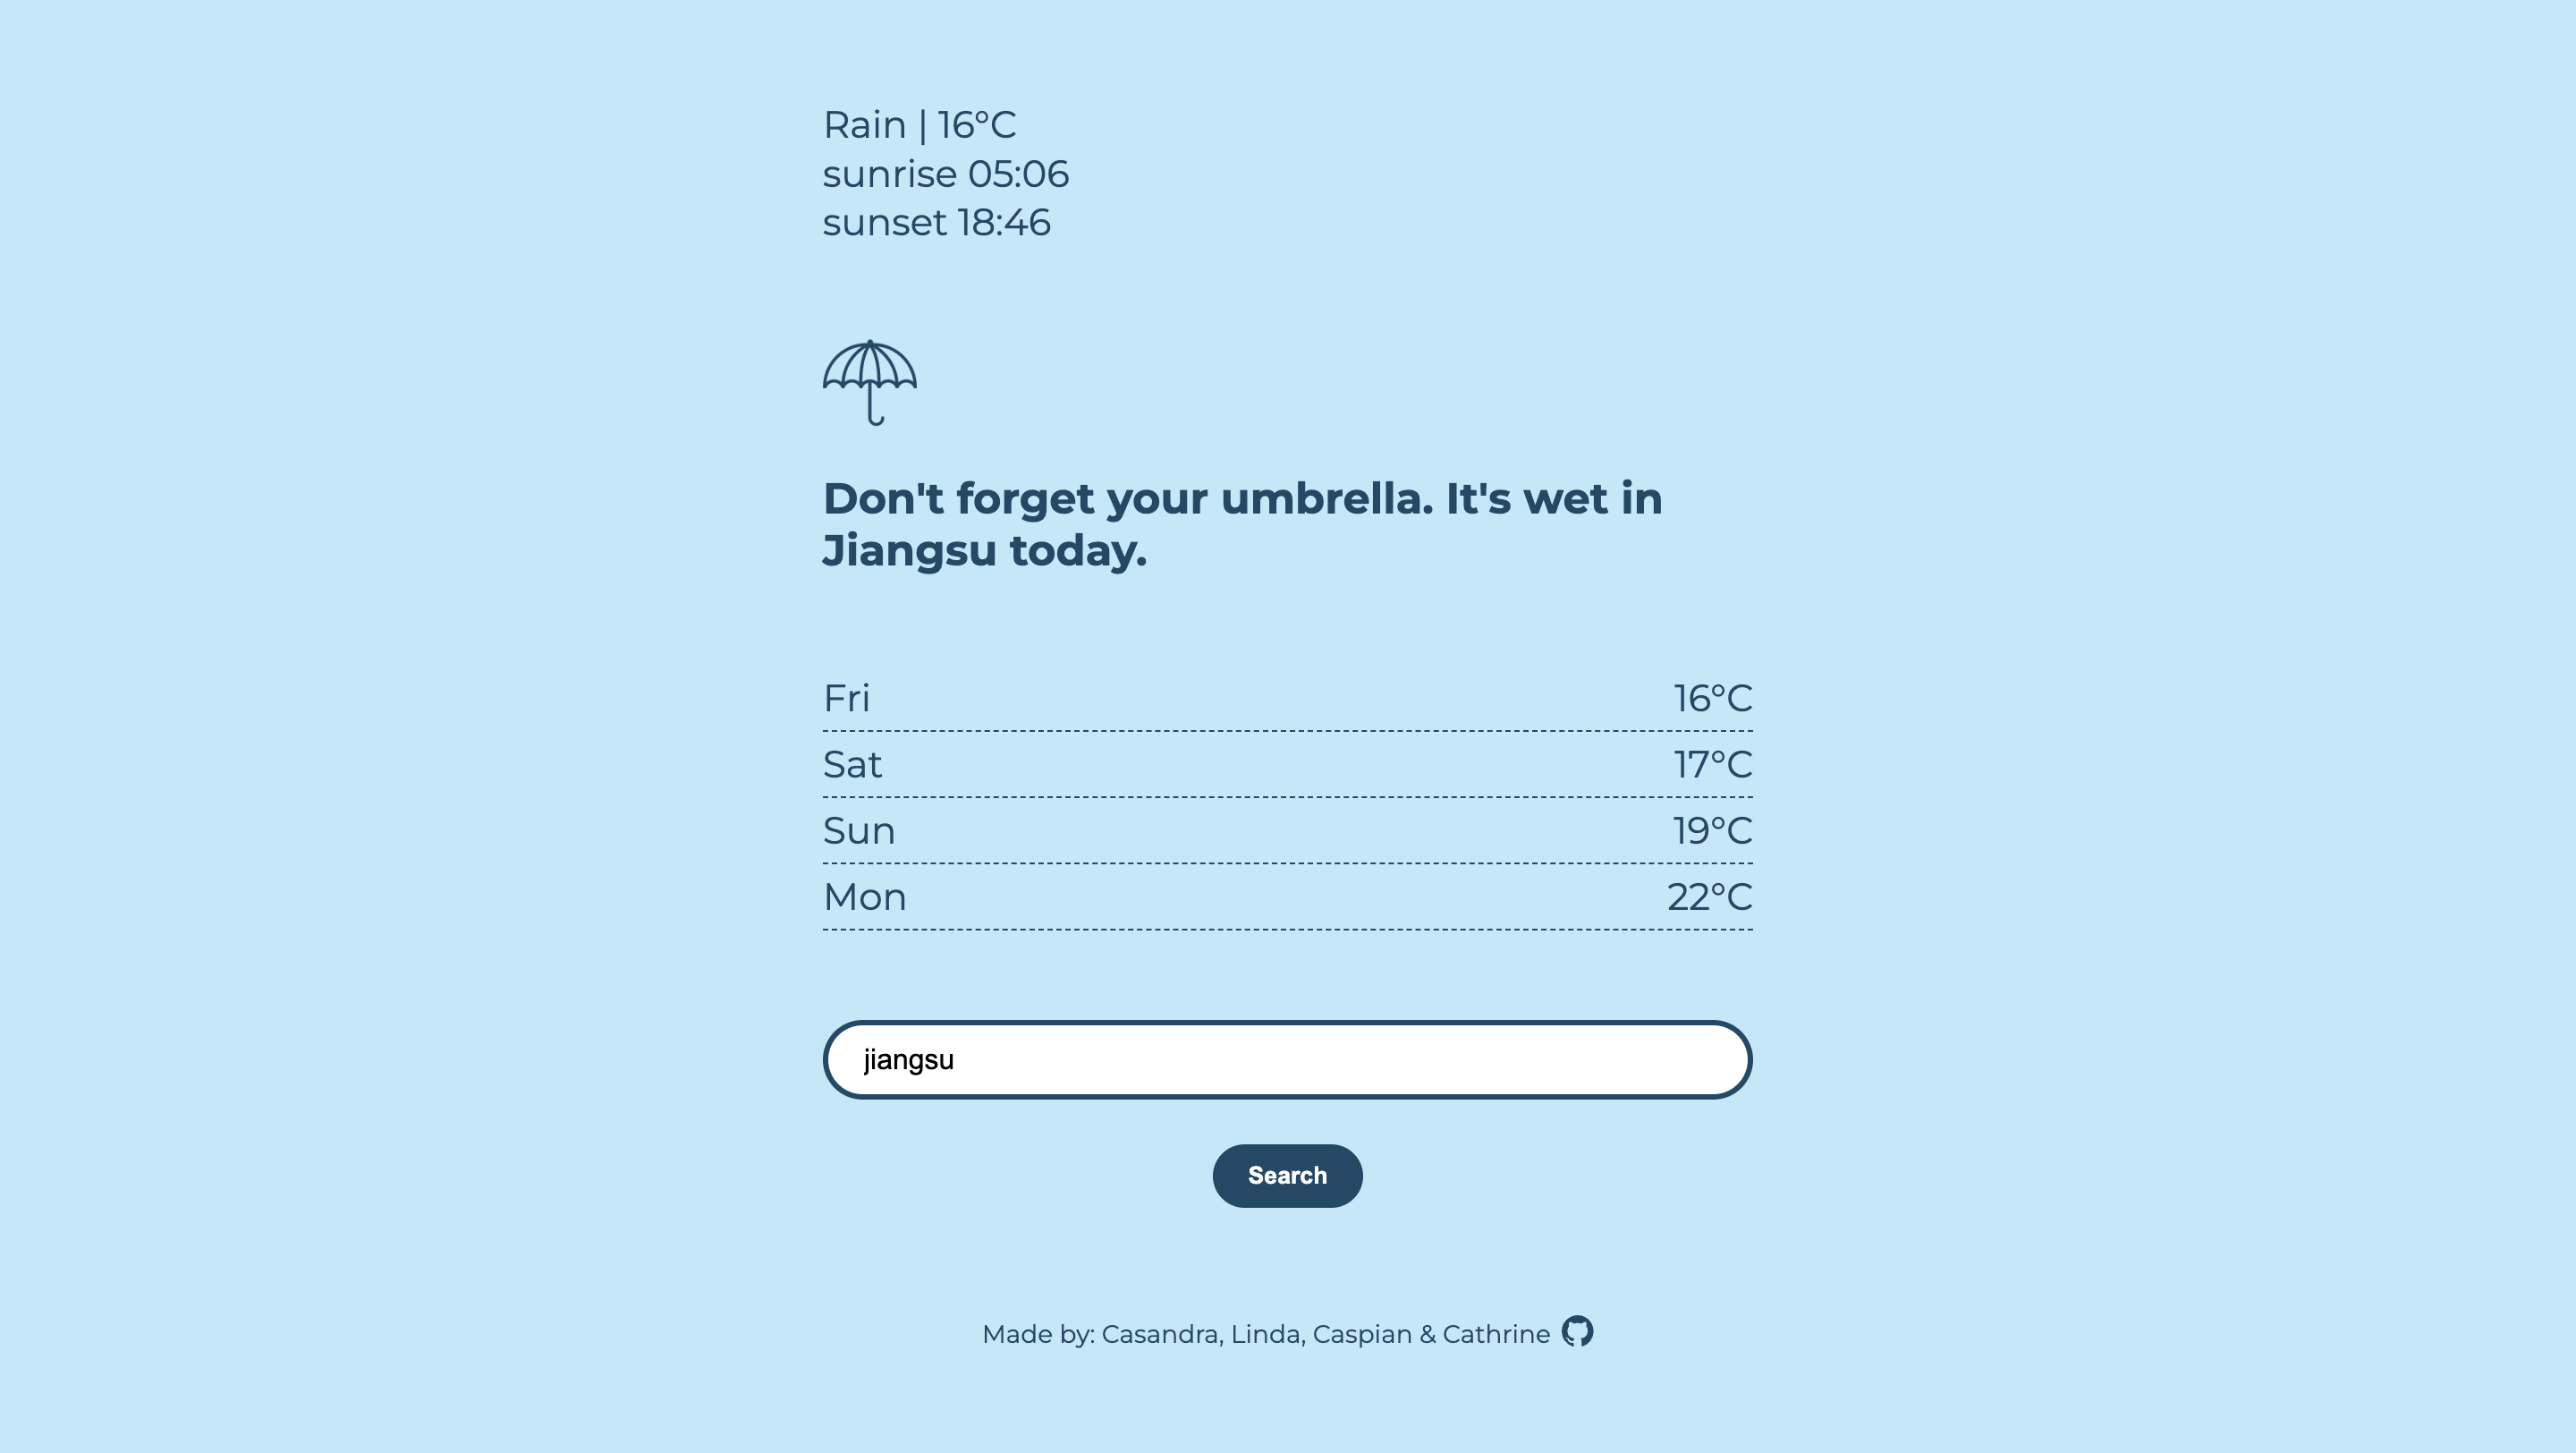 Rain | 16°C
sunrise 05:06
sunset 18:46
Don't forget your umbrella. It's wet in
Jiangsu today.
Fri 16°C
Sat 17°C
Sun 19°C
Mon 22°C
jiangsu
Search
Made by: Casandra, Linda, Caspian & Cathrine